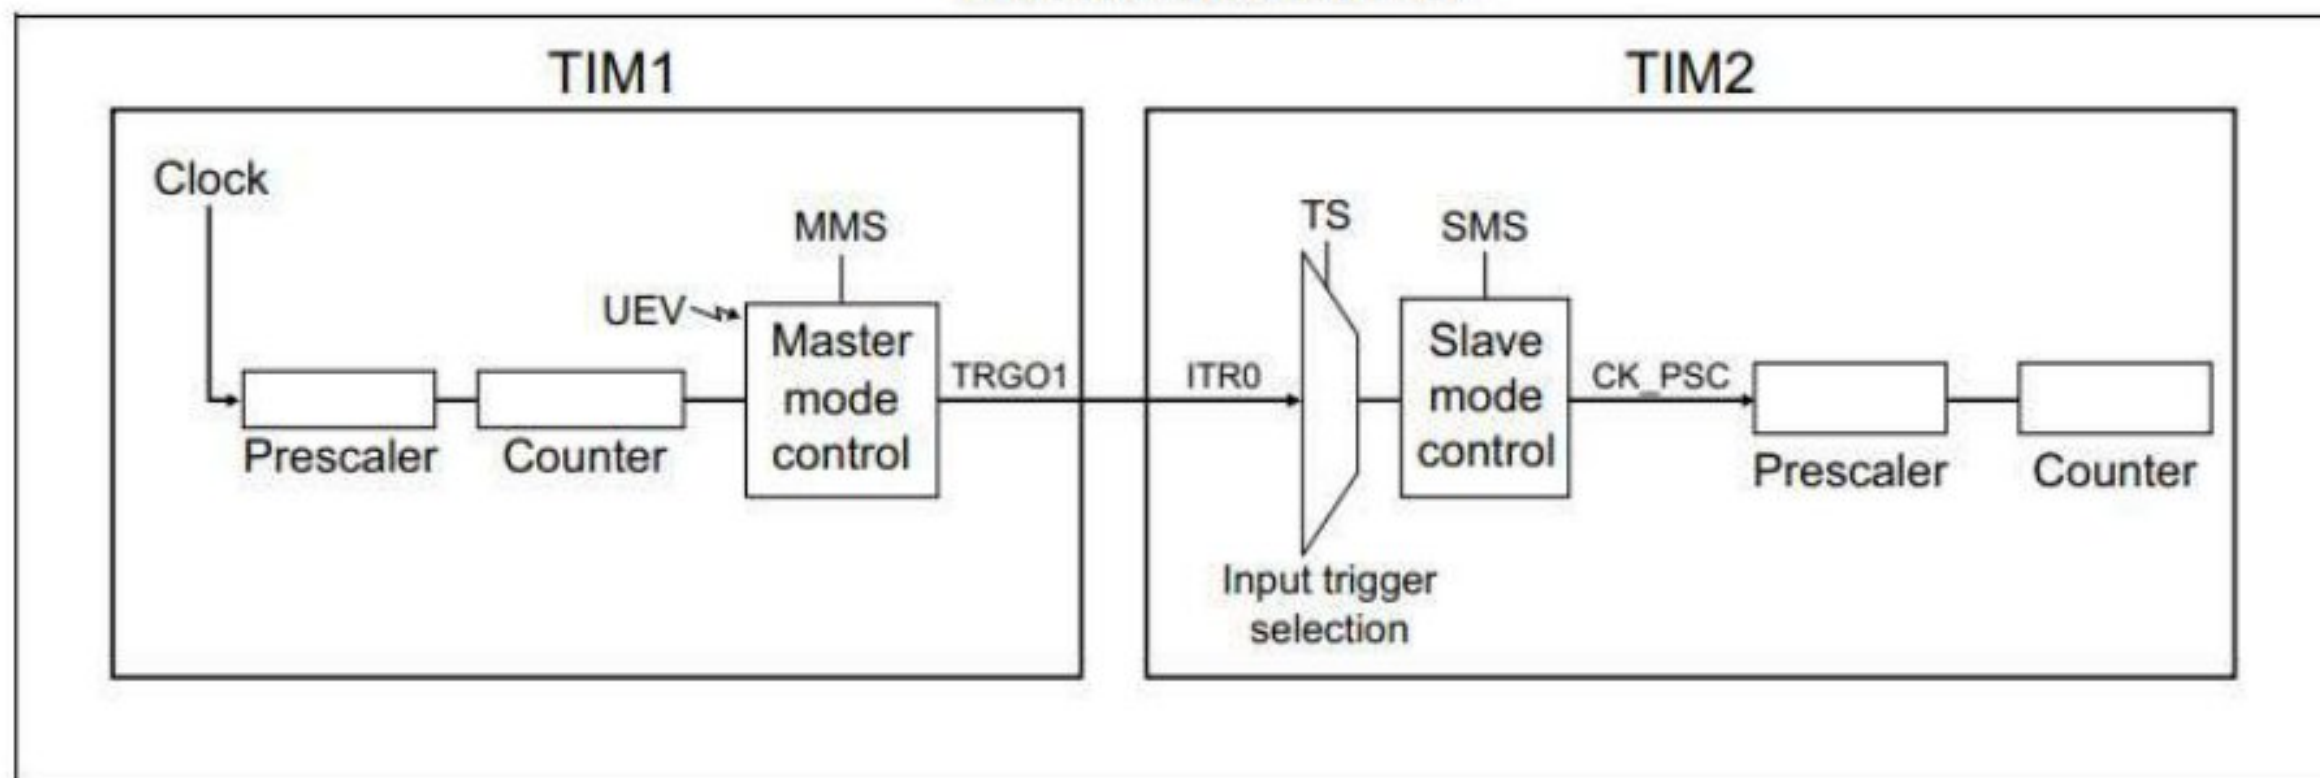 TIM1
TIM2
Clock
MMS
UEV
Master
mode
control
Prescaler
Counter
TRGO1
ITR0
TS
SMS
Slave
mode
control
CK_PSC
Prescaler
Counter
Input trigger
selection